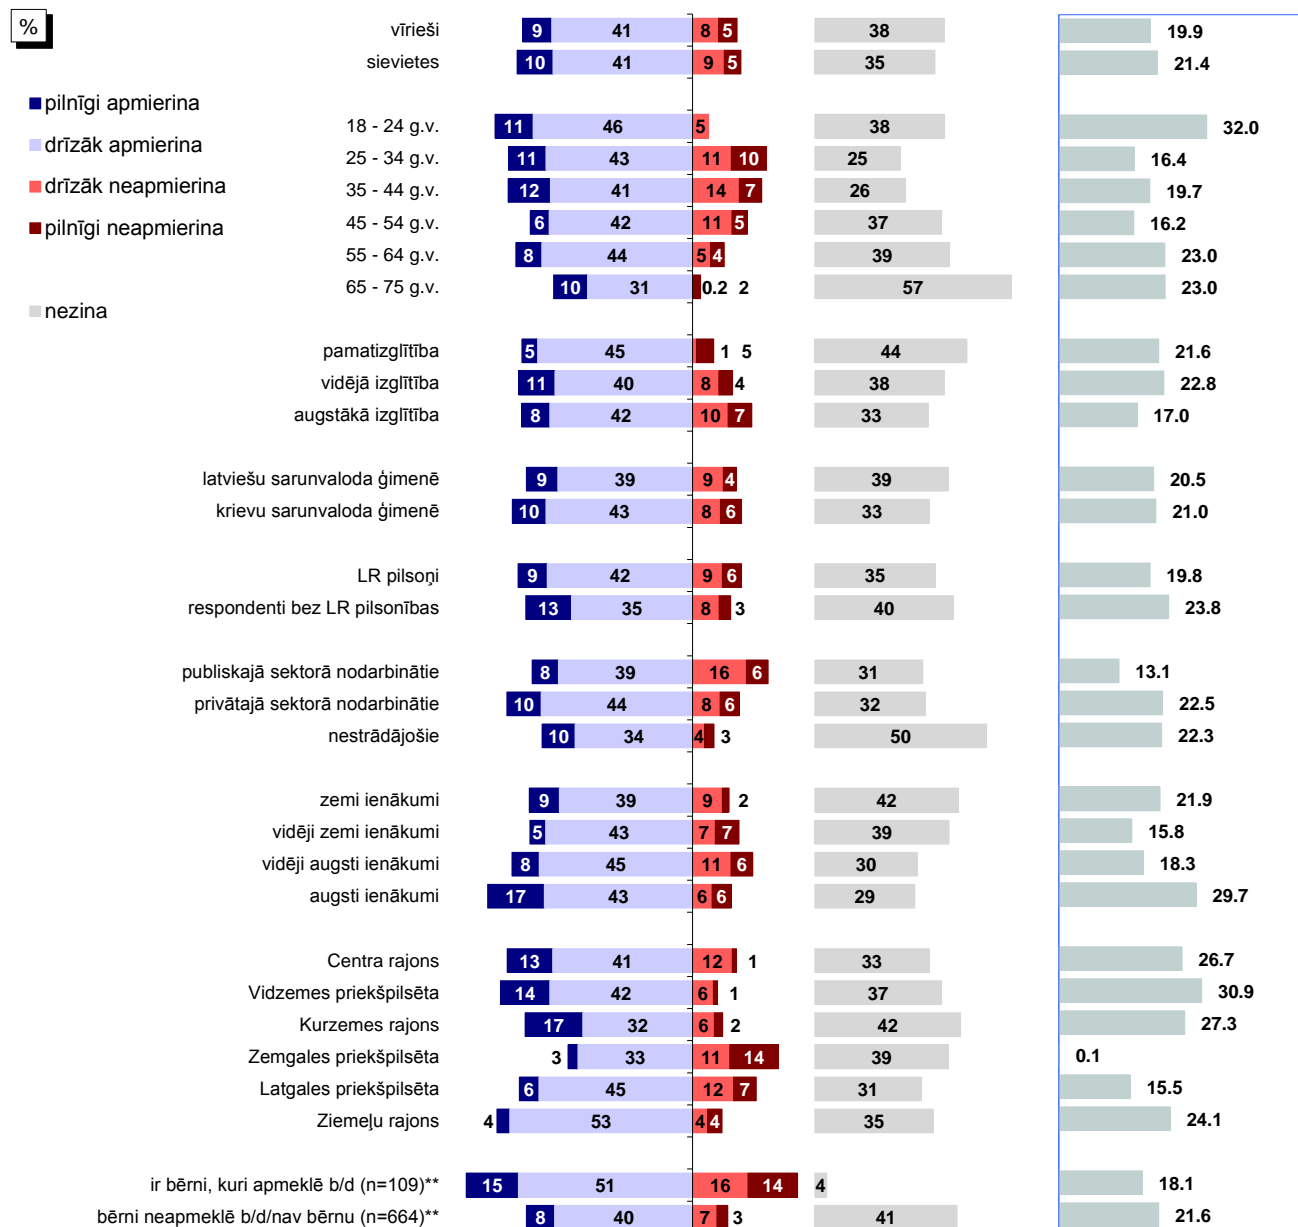 %
pilnīgi apmierina
drīzāk apmierina
drīzāk neapmierina
pilnīgi neapmierina
nezina
vīrieši 9 41 8 5 38 19.9
sievietes 10 41 9 5 35 21.4
18 - 24 g.v. 11 46 5 38 32.0
25 - 34 g.v. 11 43 11 10 25 16.4
35 - 44 g.v. 12 41 14 7 26 19.7
45 - 54 g.v. 6 42 11 5 37 16.2
55 - 64 g.v. 8 44 5 4 39 23.0
65 - 75 g.v. 10 31 0.2 2 57 23.0
pamatizglītība 5 45 1 5 44 21.6
vidējā izglītība 11 40 8 4 38 22.8
augstākā izglītība 8 42 10 7 33 17.0
latviešu sarunvaloda ģimenē 9 39 9 4 39 20.5
krievu sarunvaloda ģimenē 10 43 8 6 33 21.0
LR pilsoņi 9 42 9 6 35 19.8
respondenti bez LR pilsonības 13 35 8 3 40 23.8
publiskajā sektorā nodarbinātie 8 39 16 6 31 13.1
privātajā sektorā nodarbinātie 10 44 8 6 32 22.5
nestrādājošie 10 34 4 3 50 22.3
zemi ienākumi 9 39 9 2 42 21.9
vidēji zemi ienākumi 5 43 7 7 39 15.8
vidēji augsti ienākumi 8 45 11 6 30 18.3
augsti ienākumi 17 43 6 6 29 29.7
Centra rajons 13 41 12 1 33 26.7
Vidzemes priekšpilsēta 14 42 6 1 37 30.9
Kurzemes rajons 17 32 6 2 42 27.3
Zemgales priekšpilsēta 3 33 11 14 39 0.1
Latgales priekšpilsēta 6 45 12 7 31 15.5
Ziemeļu rajons 4 53 4 4 35 24.1
ir bērni, kuri apmeklē b/d (n=109)** 15 51 16 14 4 18.1
bērni neapmeklē b/d/nav bērnu (n=664)** 8 40 7 3 41 21.6